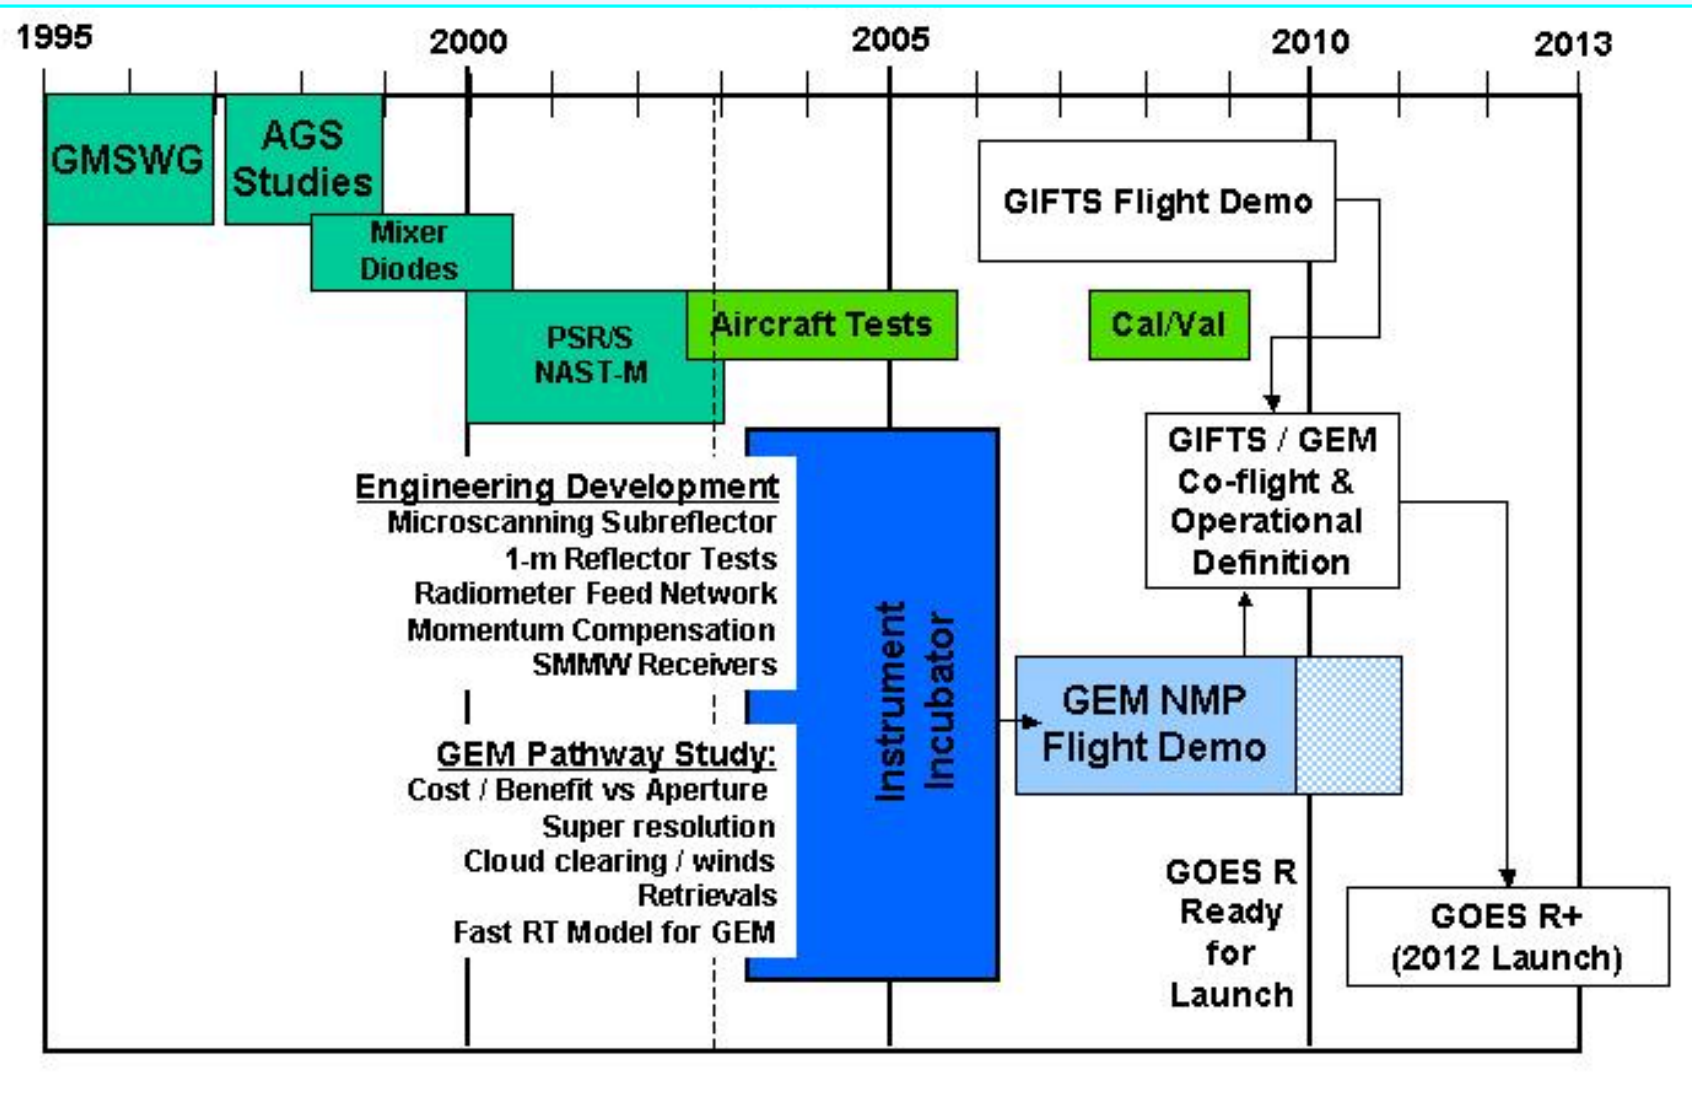 1995
2000
2005
2010
2013
GMSWG
AGS
Studies
Mixer
Diodes
PSR/S
NAST-M
Aircraft Tests
Cal/Val
GIFTS Flight Demo
GIFTS / GEM
Co-flight &
Operational
Definition
Engineering Development
Microscanning Subreflector
1-m Reflector Tests
Radiometer Feed Network
Momentum Compensation
SMMW Receivers
GEM Pathway Study:
Cost / Benefit vs Aperture
Super resolution
Cloud clearing / winds
Retrievals
Fast RT Model for GEM
Instrument
Incubator
GEM NMP
Flight Demo
GOES R
Ready
for
Launch
GOES R+
(2012 Launch)